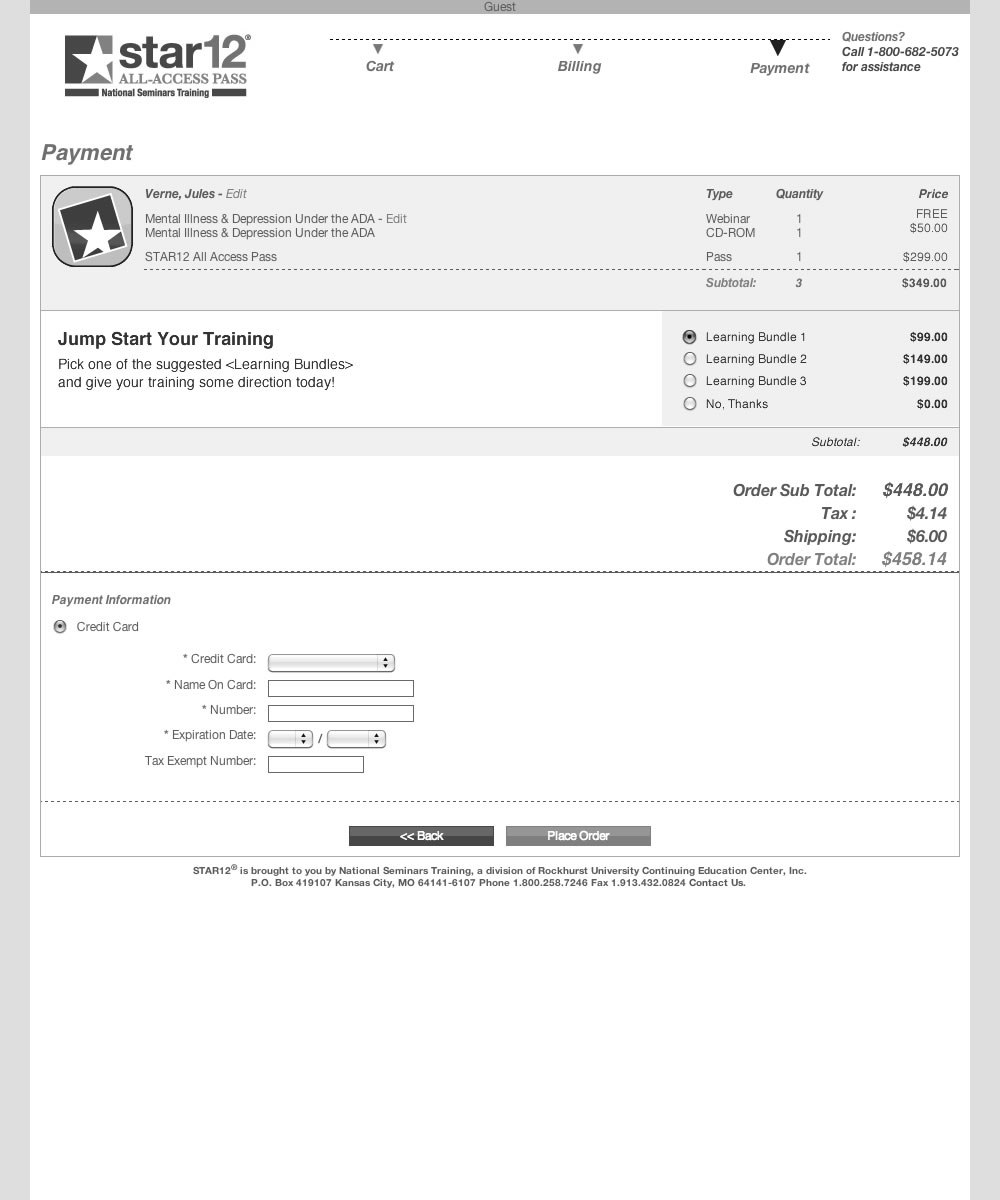 Guest
star12®
ALL-ACCESS PASS
National Seminars Training
Cart
Billing
Payment
Questions?
Call 1-800-682-5073
for assistance
Payment
Verne, Jules - Edit Type Quantity Price
Mental Illness & Depression Under the ADA - Edit Webinar 1 FREE
Mental Illness & Depression Under the ADA CD-ROM 1 $50.00
STAR12 All Access Pass Pass 1 $299.00
Subtotal: 3 $349.00
Jump Start Your Training
Pick one of the suggested <Learning Bundles>
and give your training some direction today!
Learning Bundle 1 $99.00
Learning Bundle 2 $149.00
Learning Bundle 3 $199.00
No, Thanks $0.00
Subtotal: $448.00
Order Sub Total: $448.00
Tax : $4.14
Shipping: $6.00
Order Total: $458.14
Payment Information
Credit Card
* Credit Card:
* Name On Card:
* Number:
* Expiration Date: /
Tax Exempt Number:
<< Back Place Order
STAR12® is brought to you by National Seminars Training, a division of Rockhurst University Continuing Education Center, Inc.
P.O. Box 419107 Kansas City, MO 64141-6107 Phone 1.800.258.7246 Fax 1.913.432.0824 Contact Us.